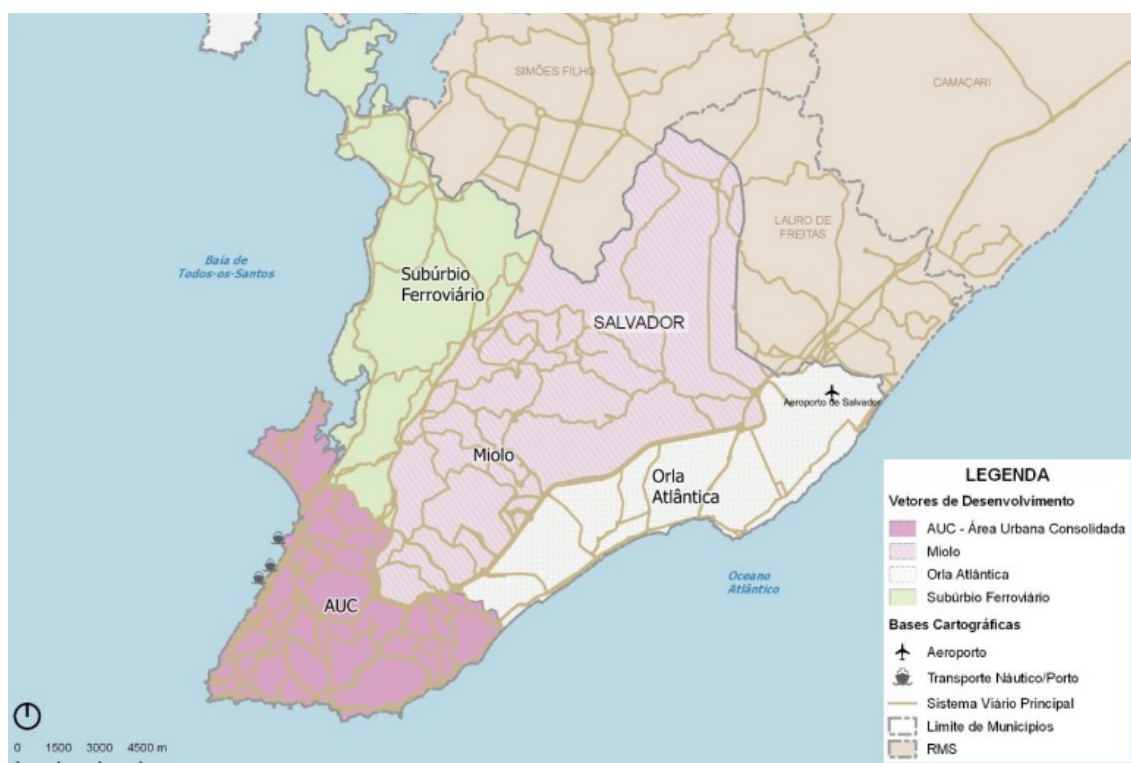 SIMÕES FILHO
CAMAÇARI
LAURO DE
FREITAS
Baía de
Todos-os-Santos
Subúrbio
Ferroviário
SALVADOR
Aeroporto de Salvador
Miolo
Orla
Atlântica
Oceano
Atlântico
AUC
LEGENDA
Vetores de Desenvolvimento
AUC - Área Urbana Consolidada
Miolo
Orla Atlântica
Subúrbio Ferroviário
Bases Cartográficas
Aeroporto
Transporte Náutico/Porto
Sistema Viário Principal
Limite de Municípios
RMS
0 1500 3000 4500 m